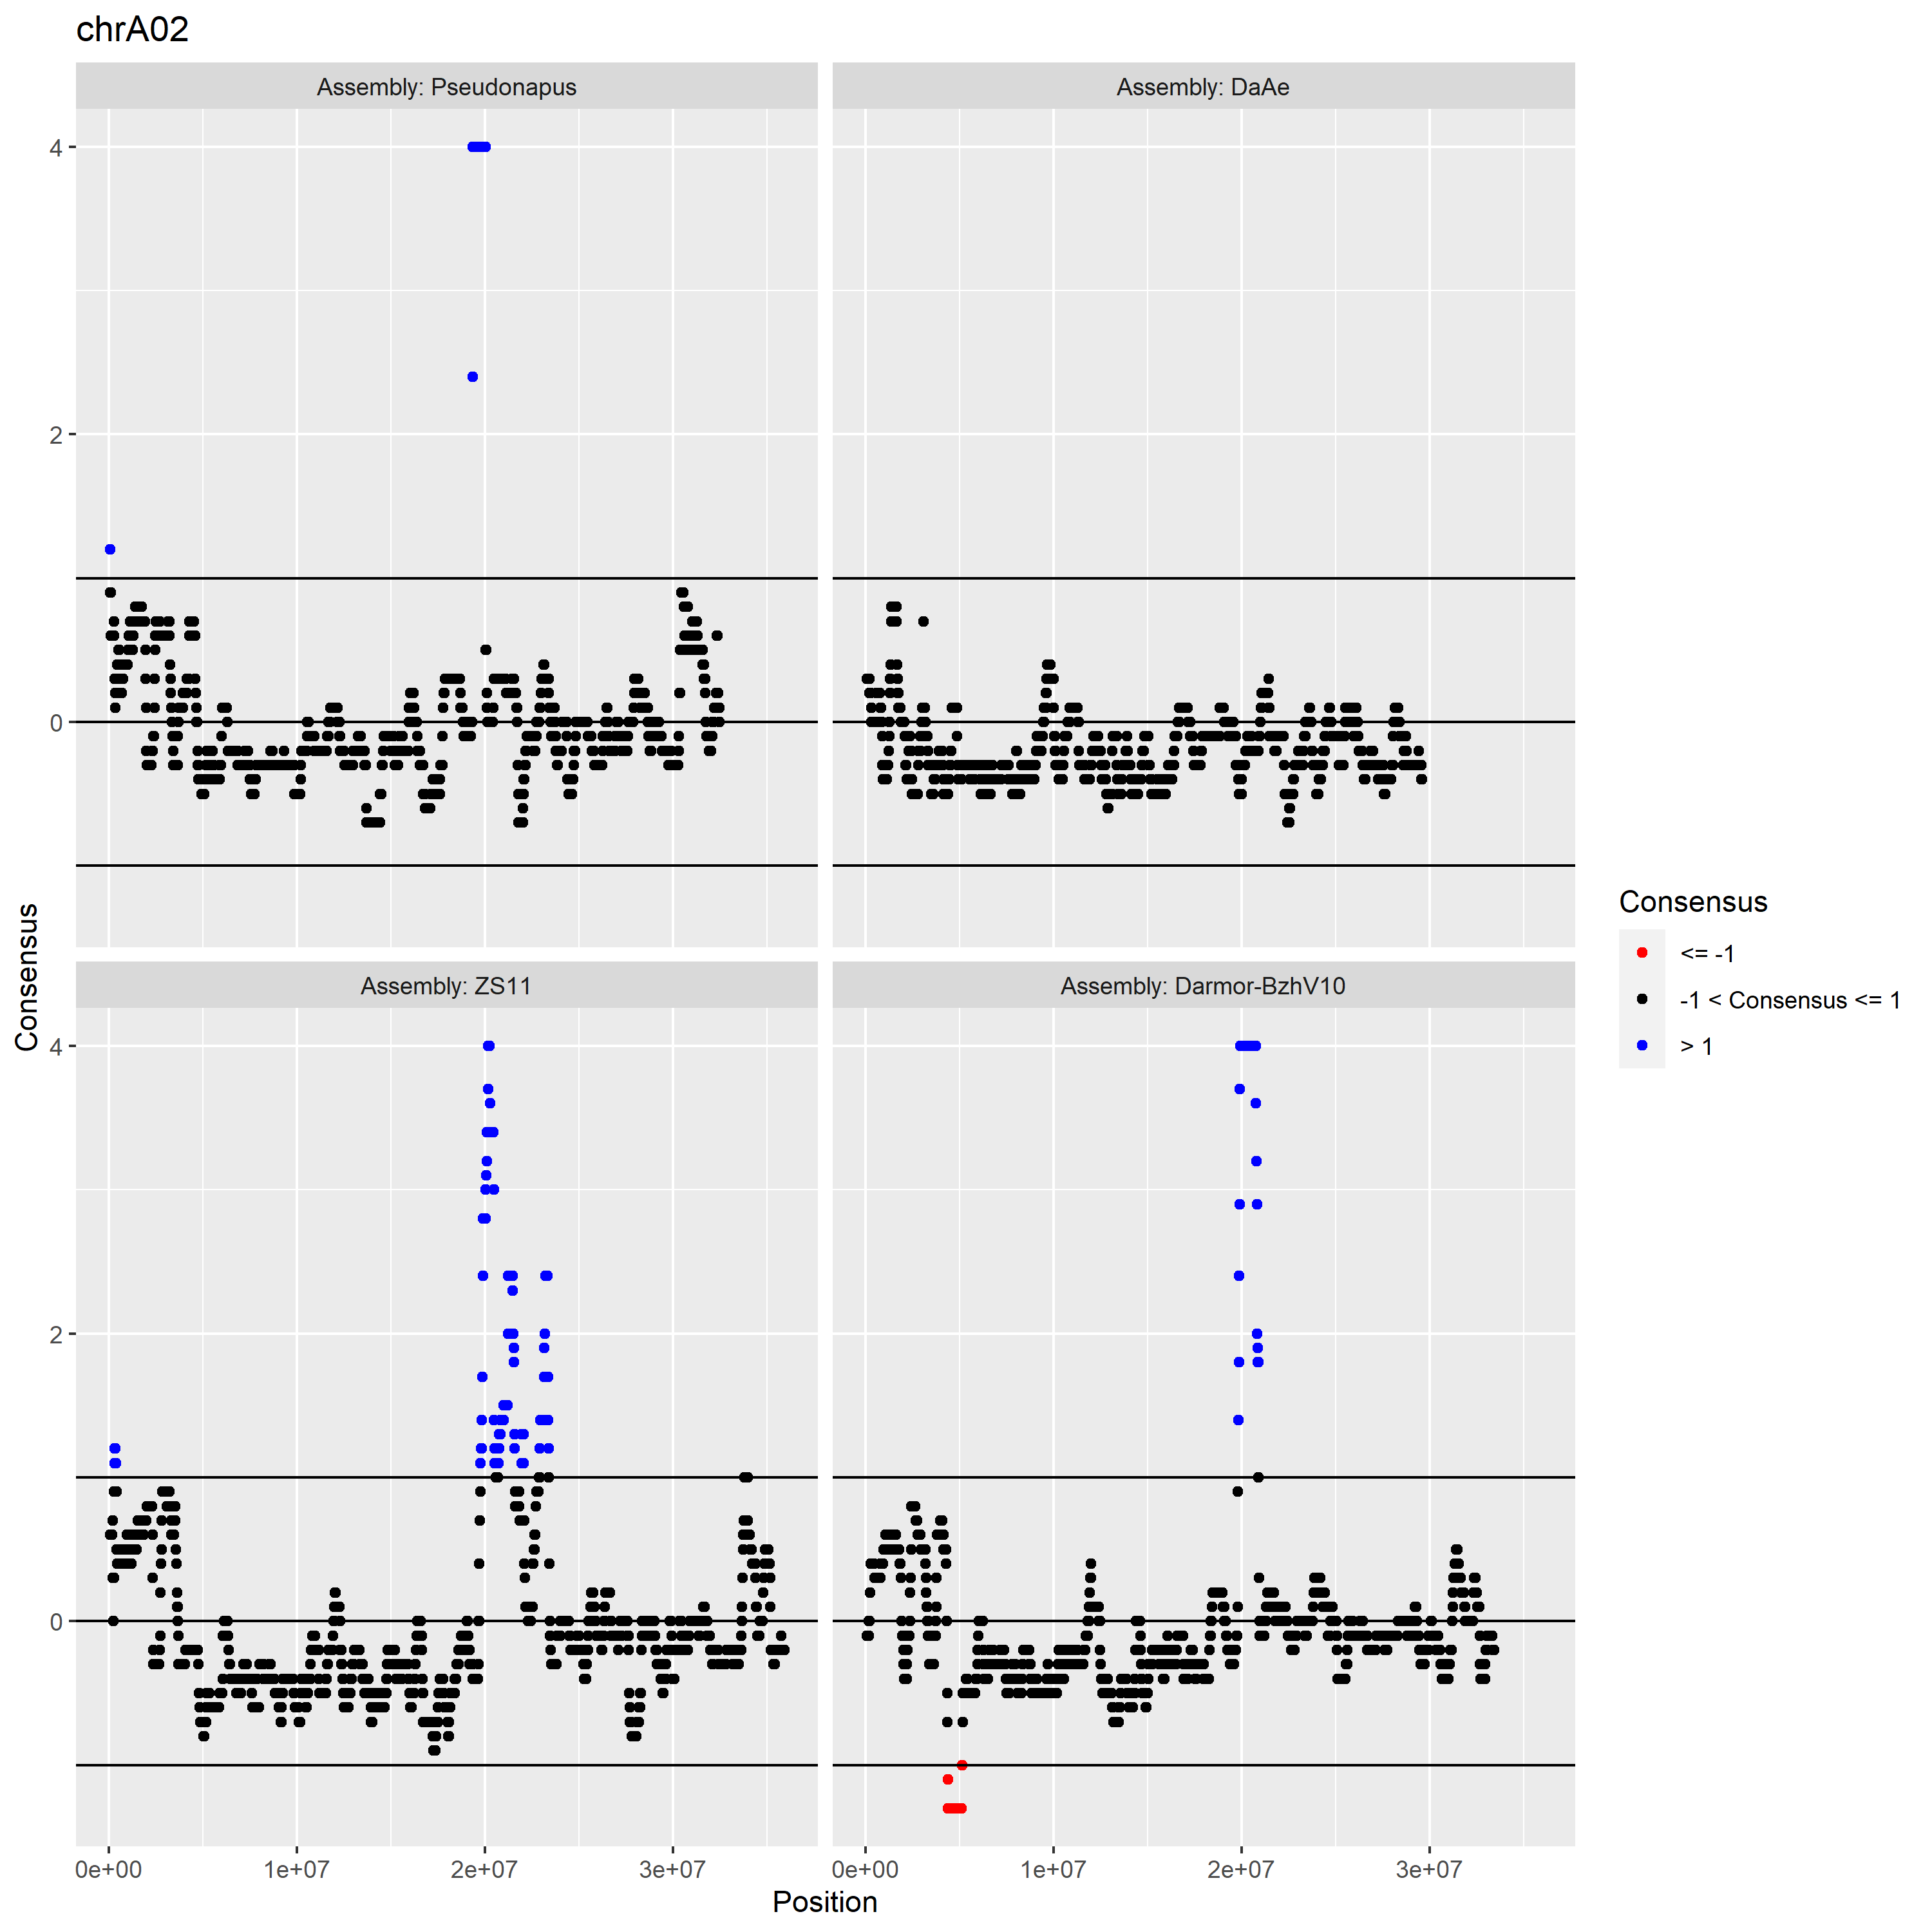 chrA02
Assembly: Pseudonapus
Assembly: DaAe
4
2
0
Consensus
Assembly: ZS11
Assembly: Darmor-BzhV10
4
2
0
0e+00
1e+07
2e+07
3e+07
0e+00
1e+07
2e+07
3e+07
Position
Consensus
<= -1
-1 < Consensus <= 1
> 1